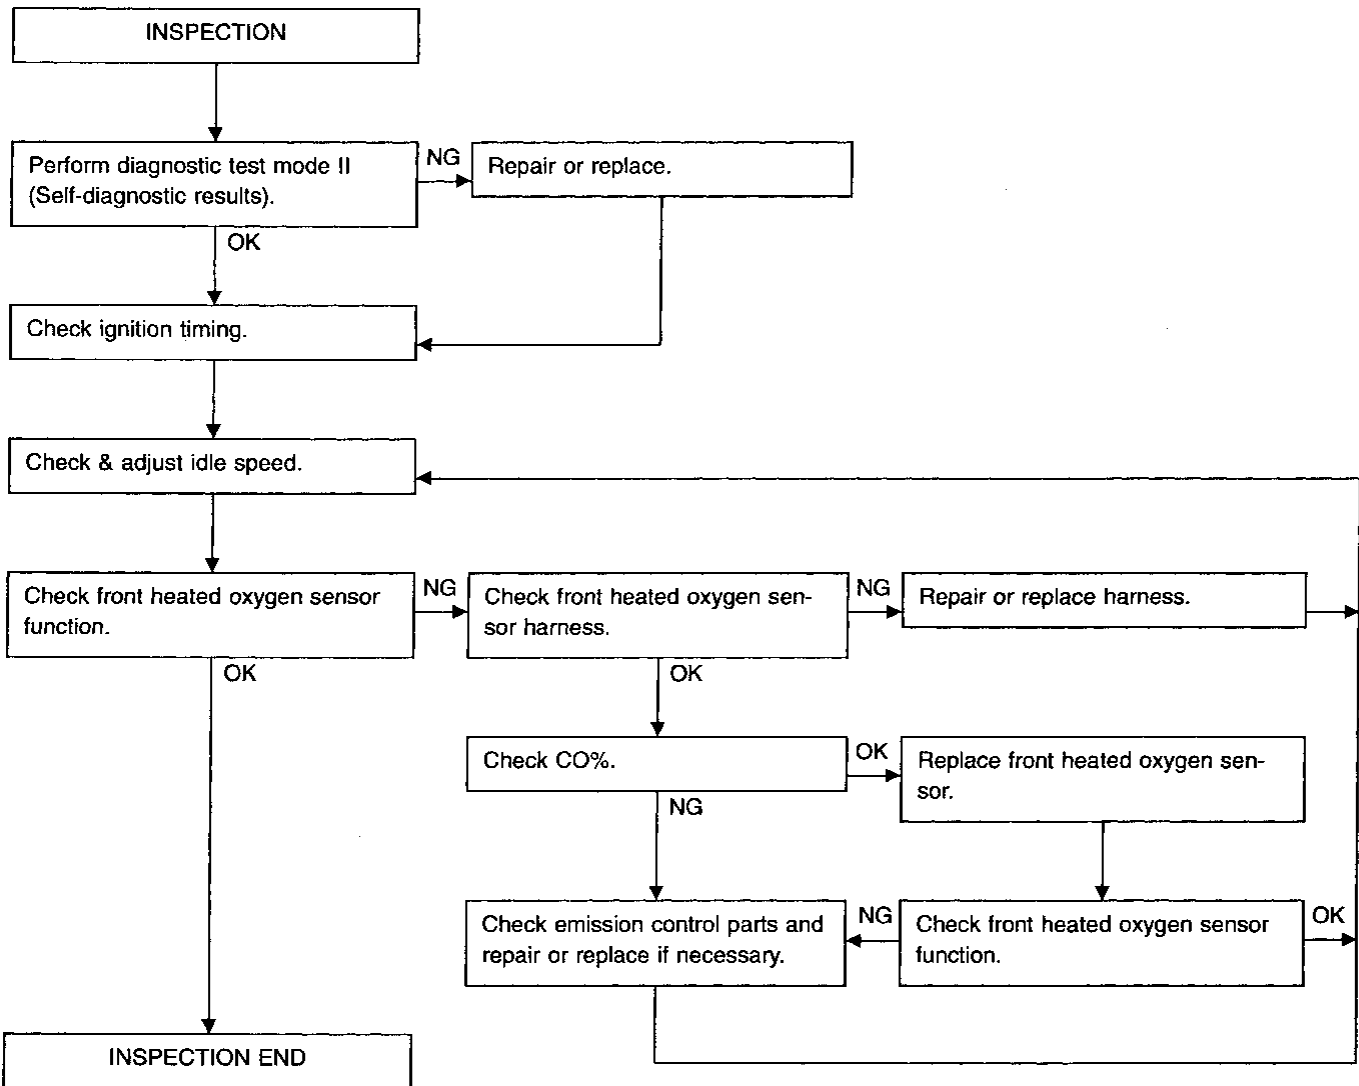 INSPECTION
Perform diagnostic test mode II
(Self-diagnostic results).
NG
Repair or replace.
OK
Check ignition timing.
Check & adjust idle speed.
Check front heated oxygen sensor
function.
NG
Check front heated oxygen sen-
sor harness.
NG
Repair or replace harness.
OK
OK
Check CO%.
OK
Replace front heated oxygen sen-
sor.
NG
Check emission control parts and
repair or replace if necessary.
NG
Check front heated oxygen sensor
function.
OK
INSPECTION END